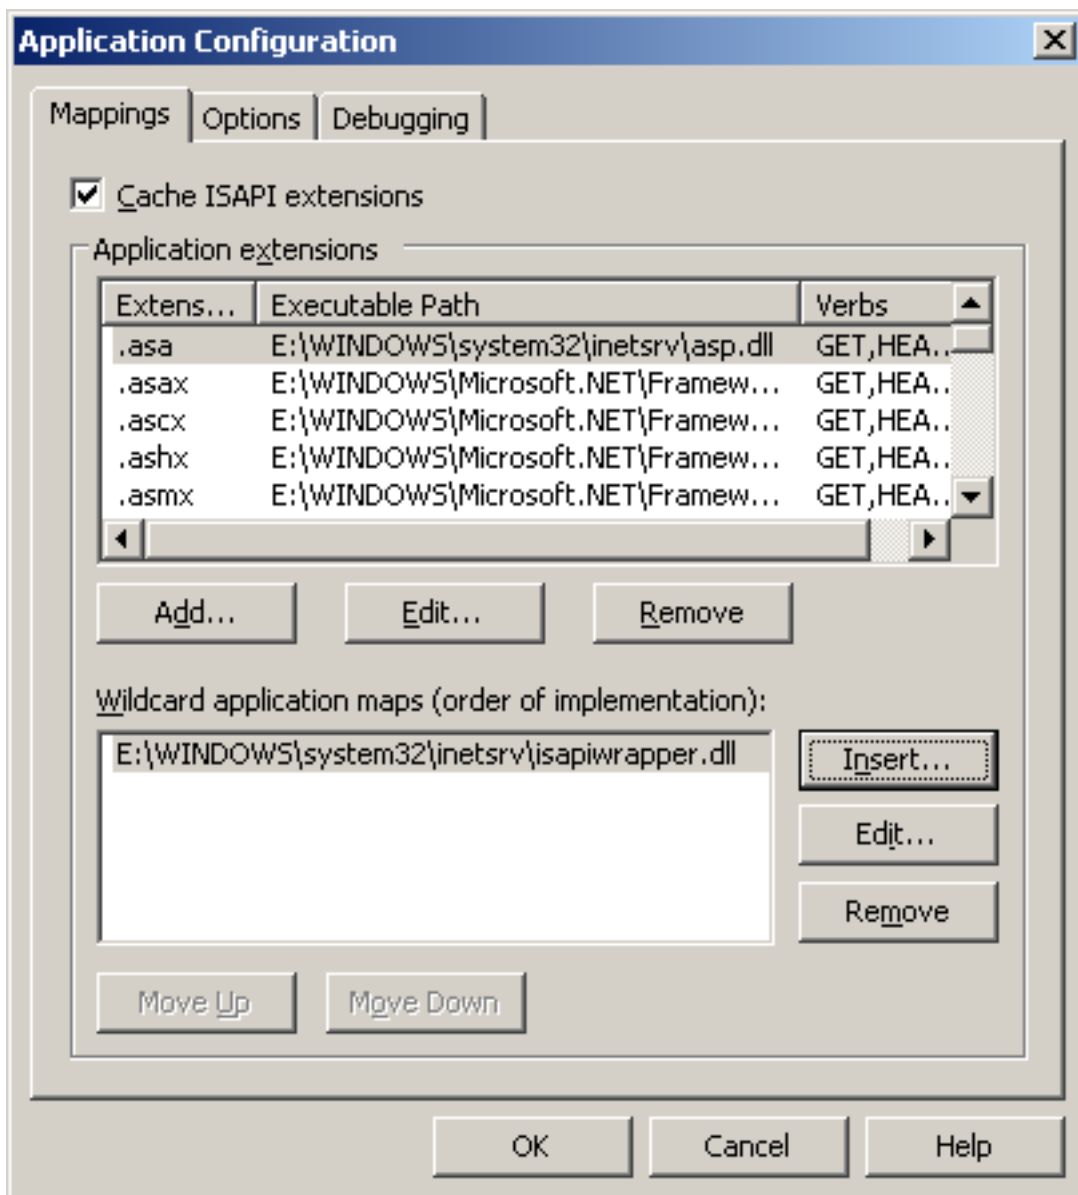 Application Configuration
Mappings Options Debugging
Cache ISAPI extensions
Application extensions
Extens... Executable Path Verbs
.asa E:\WINDOWS\system32\inetsrv\asp.dll GET,HEA..
.asax E:\WINDOWS\Microsoft.NET\Framew... GET,HEA..
.ascx E:\WINDOWS\Microsoft.NET\Framew... GET,HEA..
.ashx E:\WINDOWS\Microsoft.NET\Framew... GET,HEA..
.asmx E:\WINDOWS\Microsoft.NET\Framew... GET,HEA..
Add... Edit... Remove
Wildcard application maps (order of implementation):
E:\WINDOWS\system32\inetsrv\isapiwrapper.dll
Insert...
Edit...
Remove
Move Up Move Down
OK Cancel Help